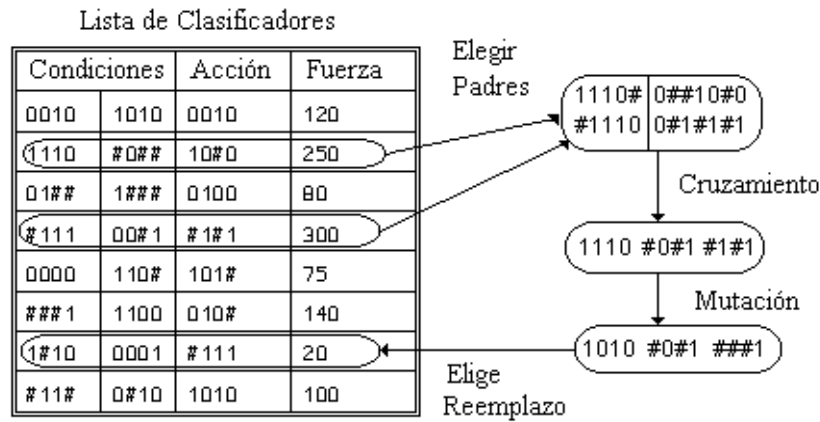 Lista de Clasificadores
Condiciones Acción Fuerza
0010 1010 0010 120
1110 #0## 10#0 250
01## 1### 0100 80
#111 00#1 #1#1 300
0000 110# 101# 75
###1 1100 010# 140
1#10 0001 #111 20
#11# 0#10 1010 100
Elegir
Padres
1110# 0##10#0
#1110 0#1#1#1
Cruzamiento
1110 #0#1 #1#1
Mutación
1010 #0#1 ###1
Elige
Reemplazo